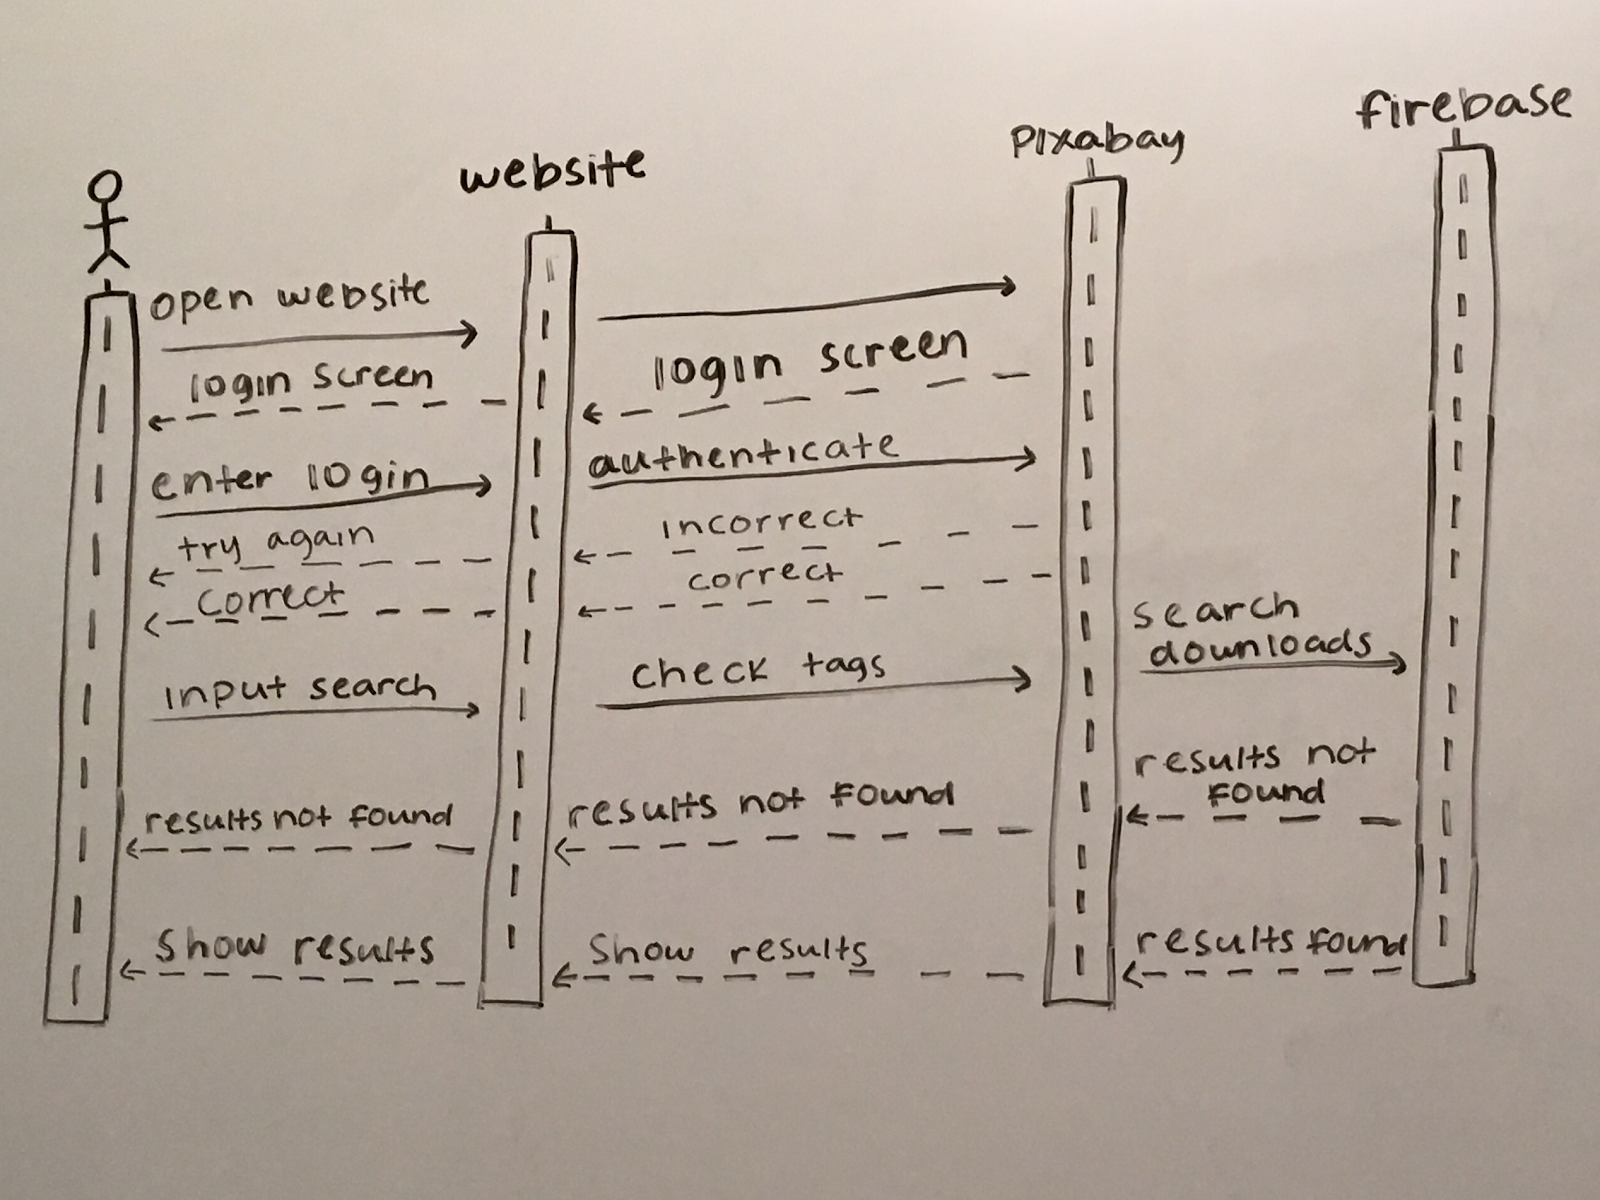 firebase
pixabay
website
open website
login screen
login screen
enter login
authenticate
try again
incorrect
correct
correct
search
downloads
input search
check tags
results not
found
results not found
results not found
show results
show results
results found